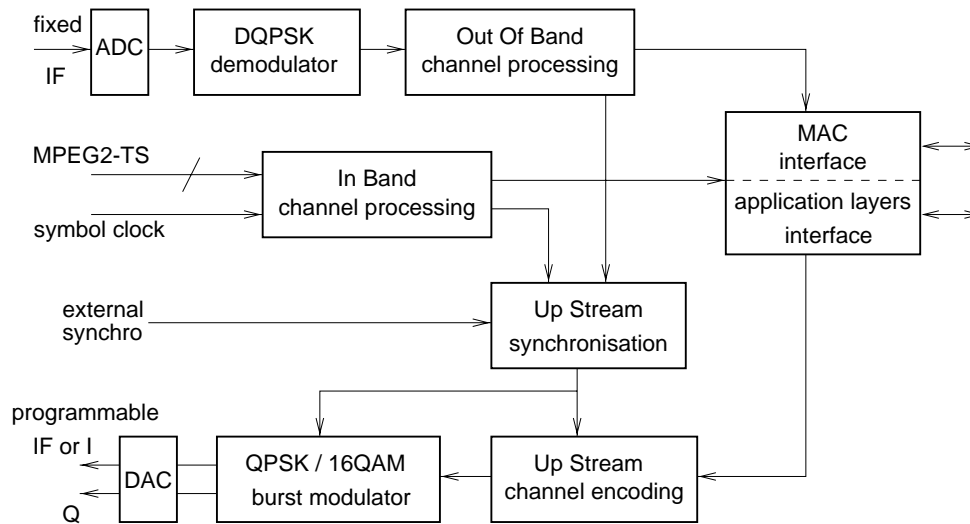 fixed
IF
ADC
DQPSK
demodulator
Out Of Band
channel processing
MPEG2-TS
symbol clock
In Band
channel processing
MAC
interface
application layers
interface
external
synchro
Up Stream
synchronisation
programmable
IF or I
Q
DAC
QPSK / 16QAM
burst modulator
Up Stream
channel encoding